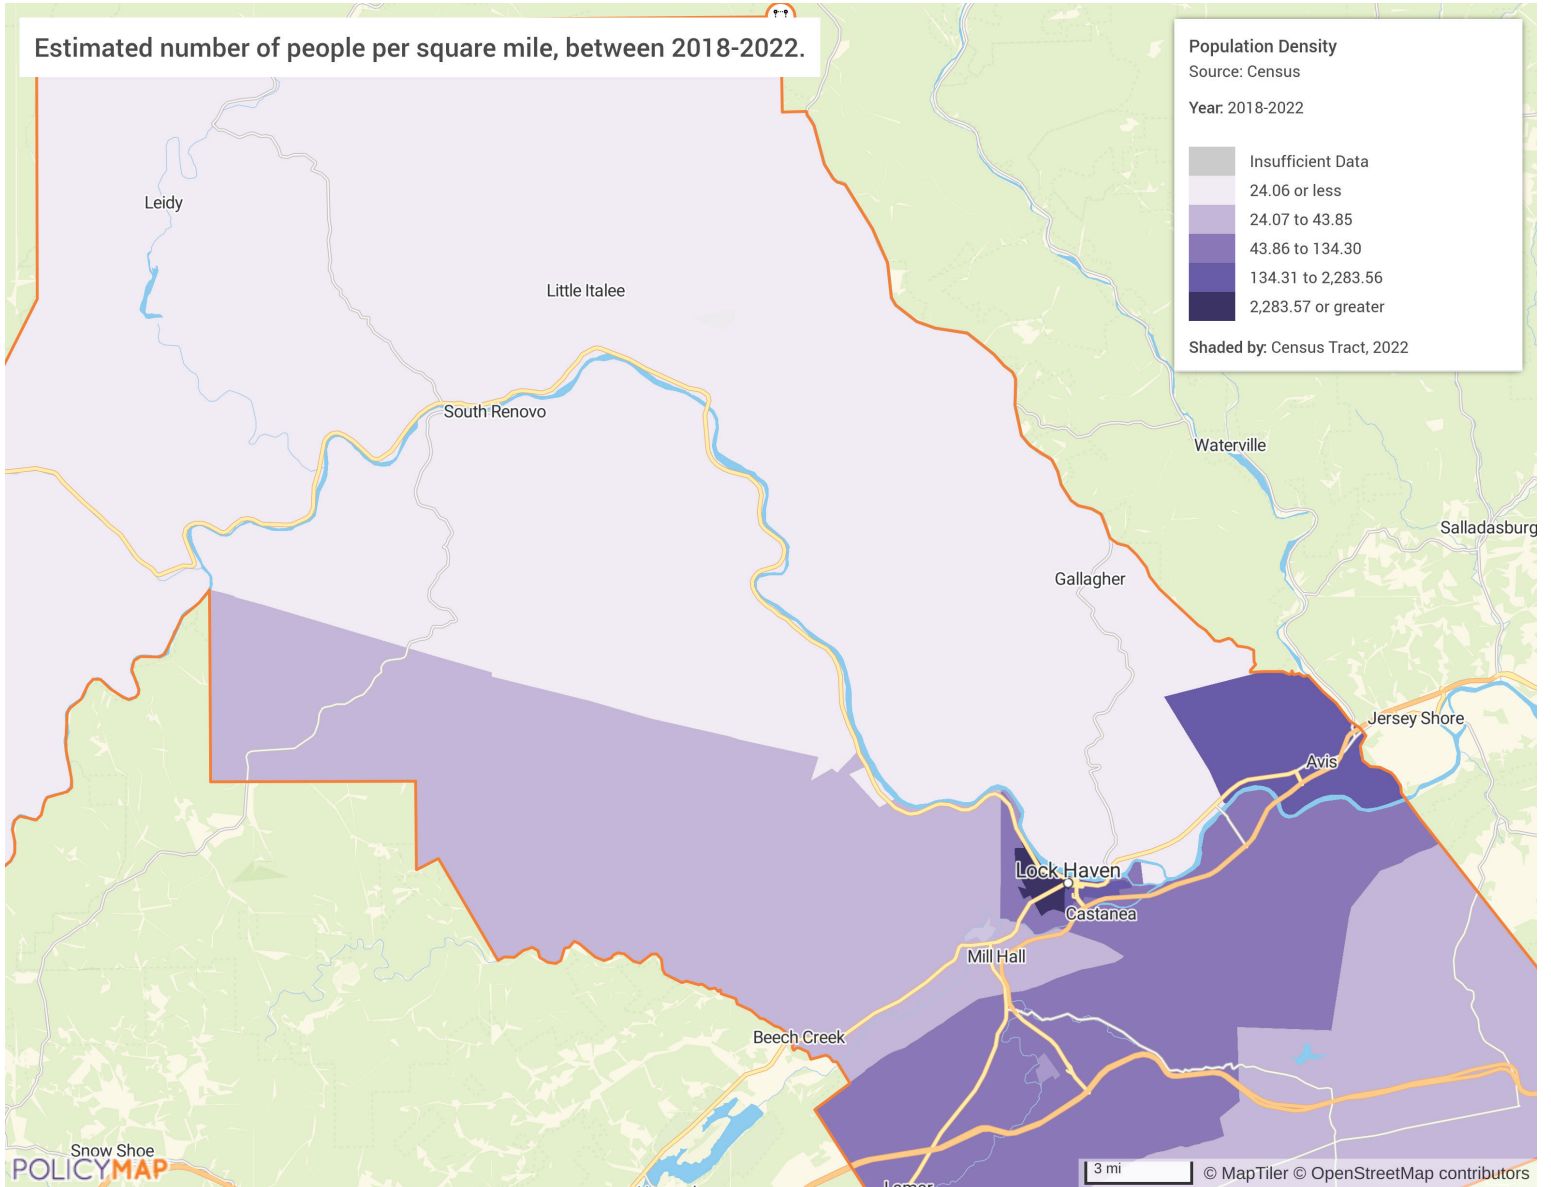 Estimated number of people per square mile, between 2018-2022.
Population Density
Source: Census
Year: 2018-2022
Insufficient Data
24.06 or less
24.07 to 43.85
43.86 to 134.30
134.31 to 2,283.56
2,283.57 or greater
Shaded by: Census Tract, 2022
Leidy
Little Italee
South Renovo
Waterville
Salladasburg
Gallagher
Jersey Shore
Avis
Lock Haven
Castanea
Mill Hall
Beech Creek
Snow Shoe
POLICYMAP
3 mi
© MapTiler © OpenStreetMap contributors